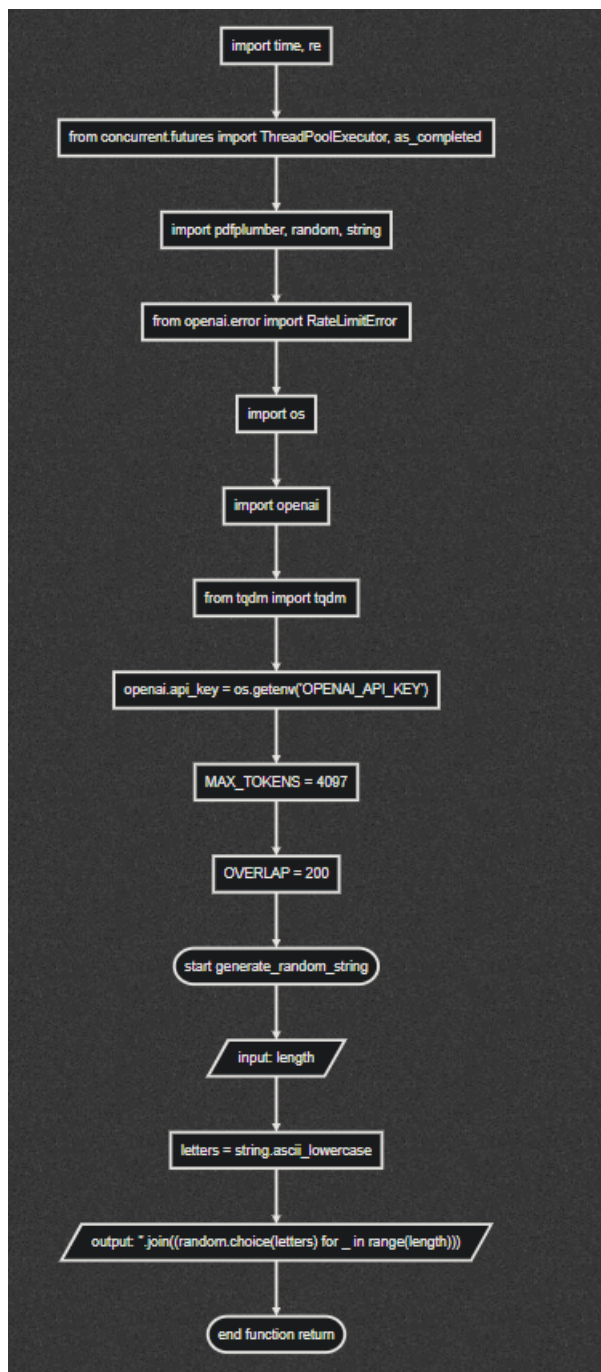 import time, re
from concurrent.futures import ThreadPoolExecutor, as_completed
import pdfplumber, random, string
from openai.error import RateLimitError
import os
import openai
from tqdm import tqdm
openai.api_key = os.getenv('OPENAI_API_KEY')
MAX_TOKENS = 4097
OVERLAP = 200
start generate_random_string
input: length
letters = string.ascii_lowercase
output: ''.join((random.choice(letters) for _ in range(length)))
end function return